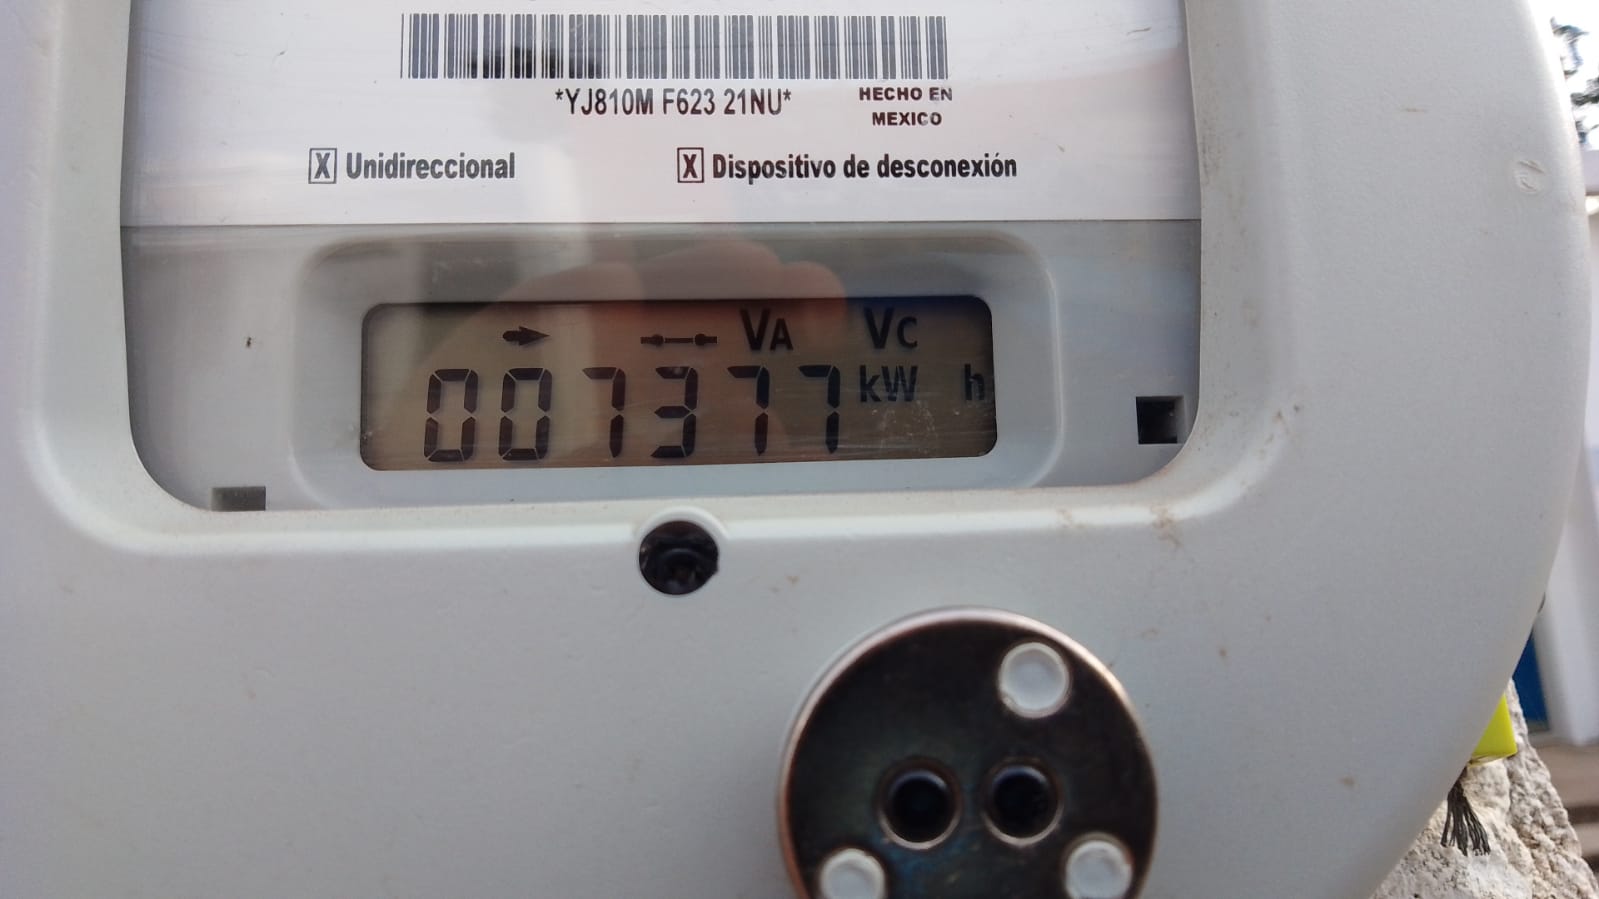 *YJ810M F623 21NU*
HECHO EN
MEXICO
X Unidireccional
X Dispositivo de desconexión
VA VC
007377 kW h